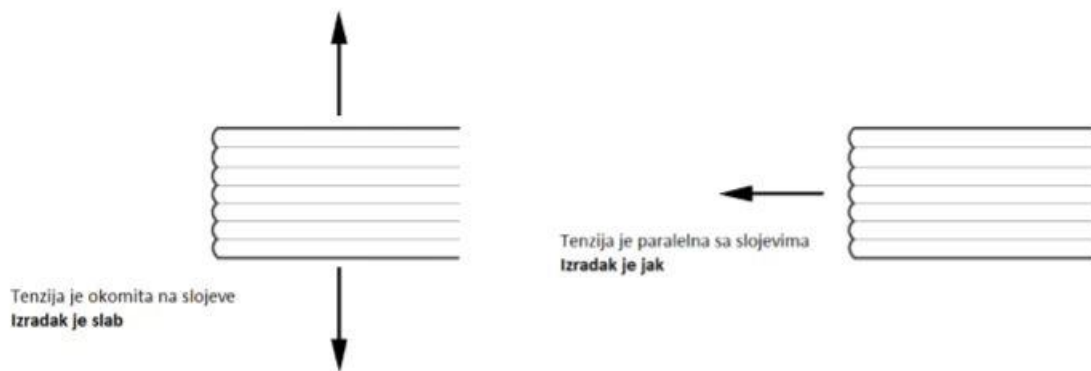 Tenzija je okomita na slojeve
Izradak je slab
Tenzija je paralelna sa slojevima
Izradak je jak